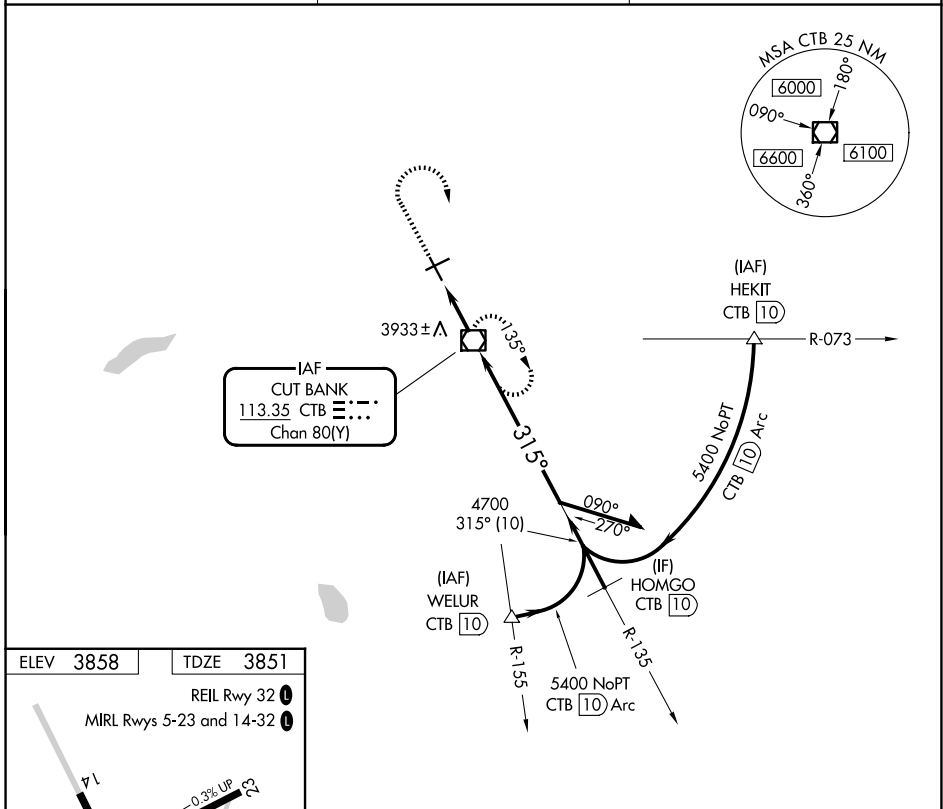 MSA CTB 25 NM
6000
180°
090°
6600
6100
360°
(IAF)
HEKIT
CTB 10
R-073
3933±
135°
IAF
CUT BANK
113.35 CTB
Chan 80(Y)
315°
5400 NoPT
CTB 10 Arc
4700
315° (10)
090°
270°
(IAF)
WELUR
CTB 10
(IF)
HOMGO
CTB 10
R-155
R-135
5400 NoPT
CTB 10 Arc
ELEV 3858
TDZE 3851
REIL Rwy 32 L
MIRL Rwys 5-23 and 14-32 L
14
0.3% UP
23